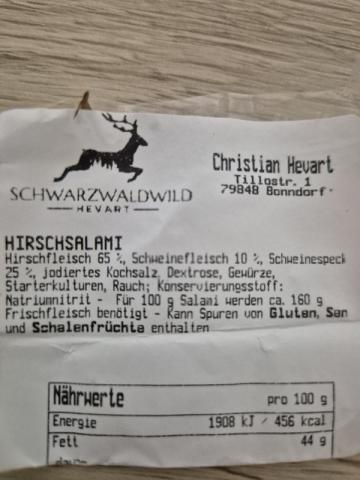 SCHWARZWALDWILD
HEVART
Christian Hevart
Tillostr. 1
79848 Bonndorf
HIRSCHSALAMI
Hirschfleisch 65 %, Schweinefleisch 10 %, Schweinespeck
25 %, jodiertes Kochsalz, Dextrose, Gewürze,
Starterkulturen, Rauch; Konservierungsstoff:
Natriumnitrit - Für 100 g Salami werden ca. 160 g
Frischfleisch benötigt - Kann Spuren von Gluten, Sen
und Schalenfrüchte enthalten
Nährwerte pro 100 g
Energie 1908 kJ / 456 kcal
Fett 44 g